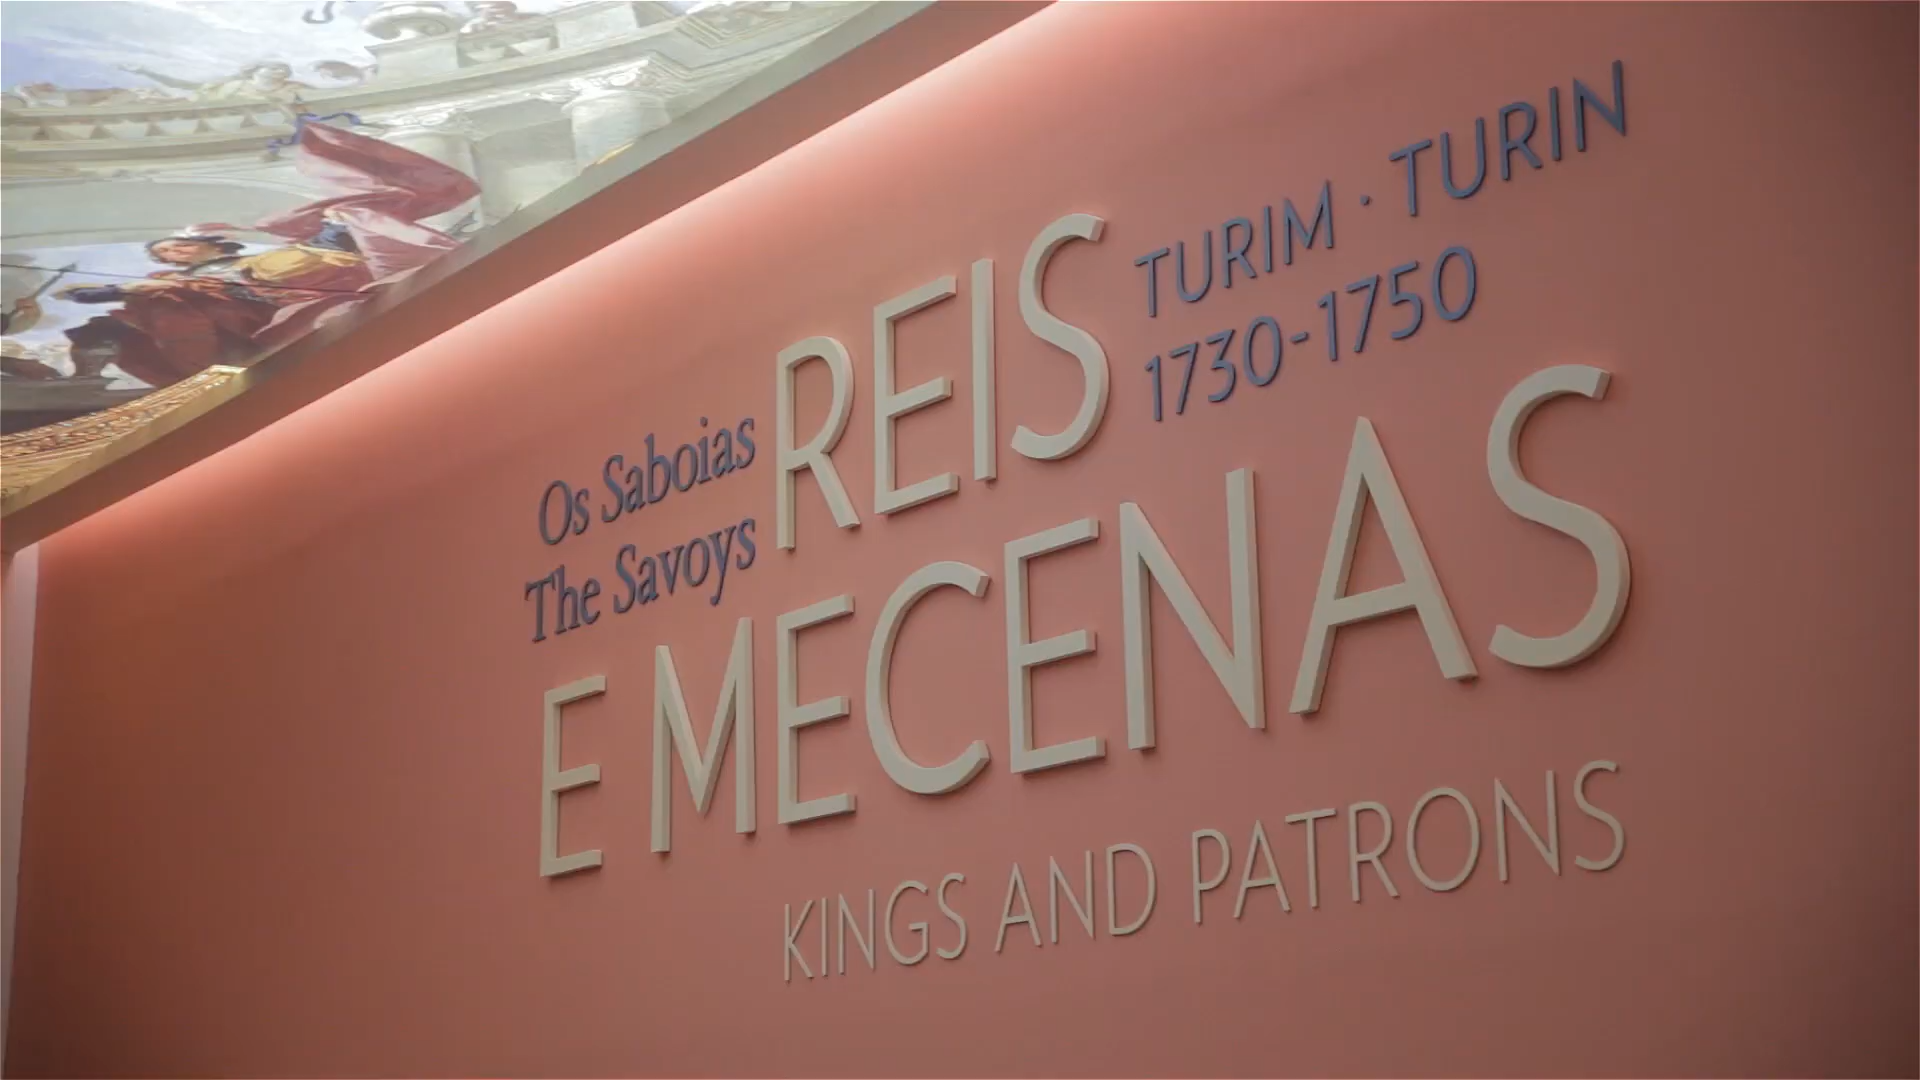 Os Saboias
The Savoys
REIS
TURIM · TURIN
1730-1750
E MECENAS
KINGS AND PATRONS